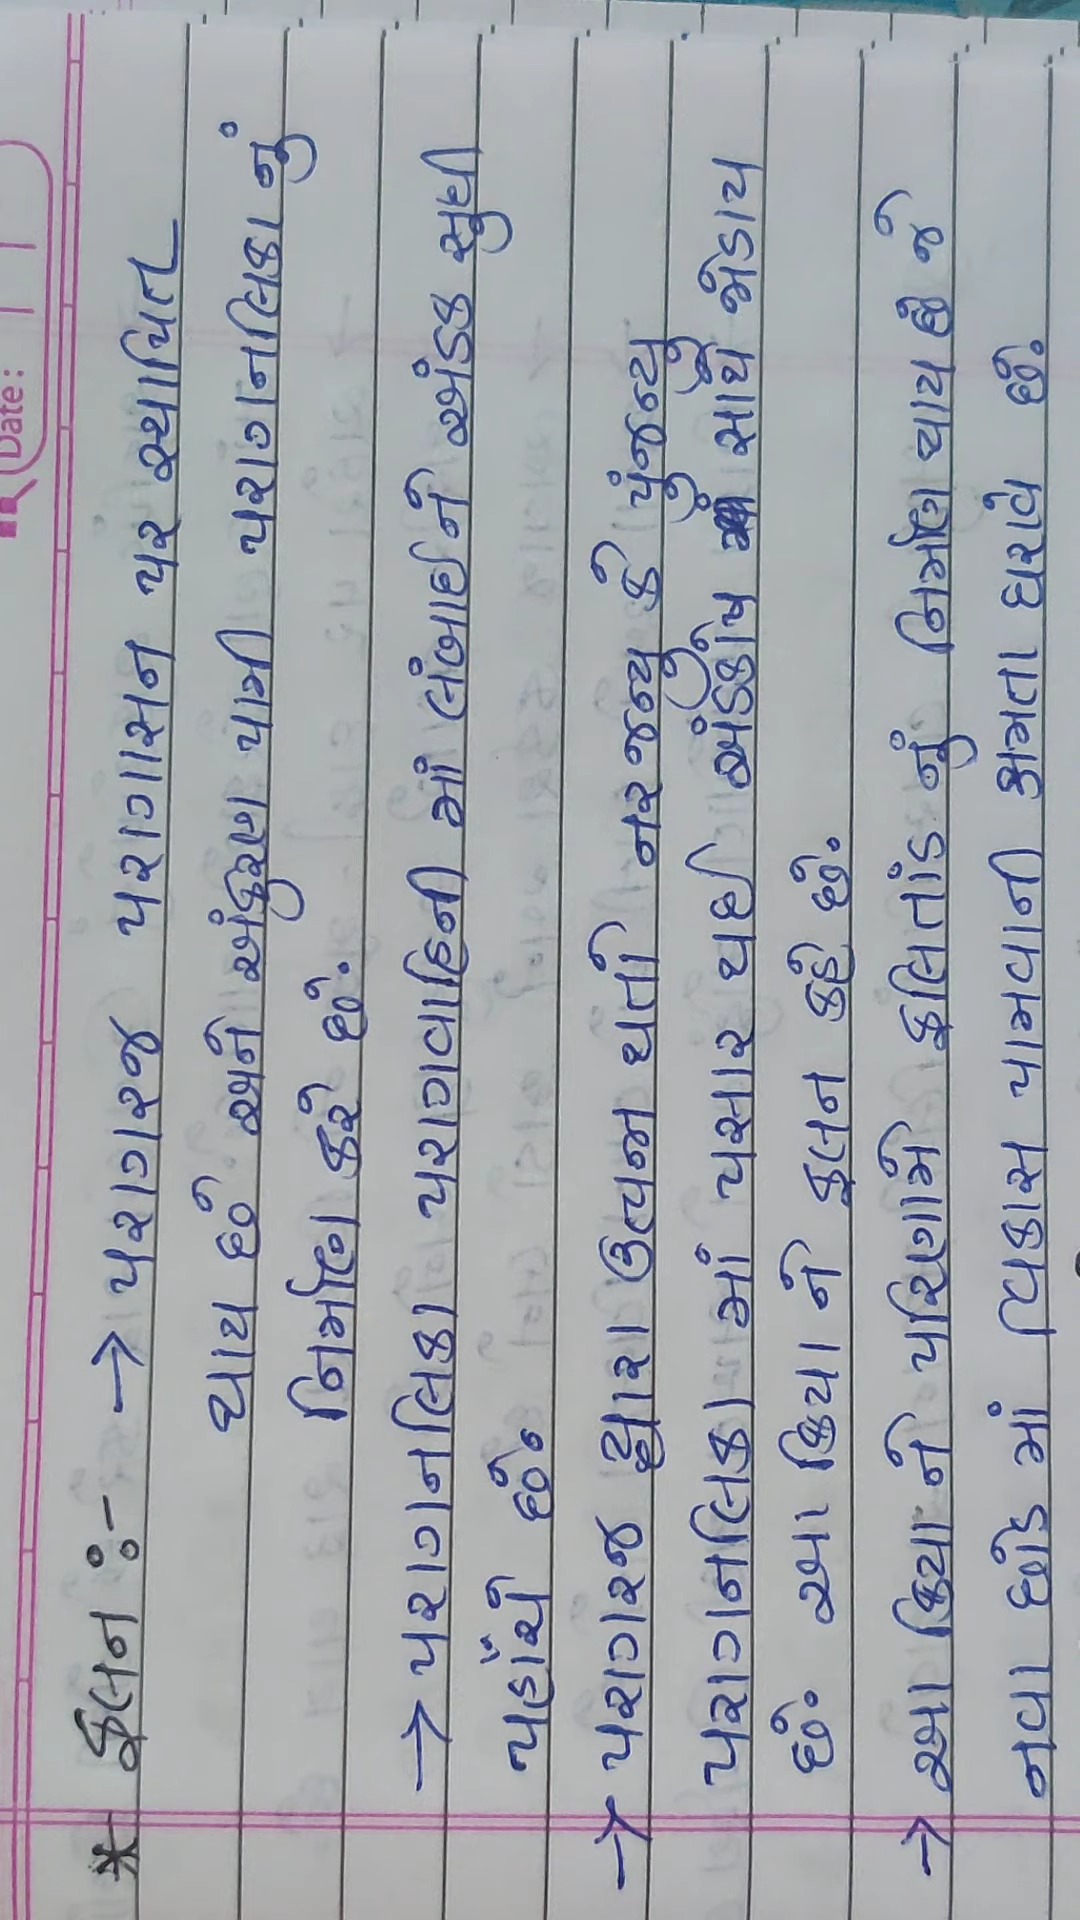 Date:
* ફલન :- → પરાગરજ પરાગાસન પર સ્થાપિત
થાય છે અને અંકુરણ પામી પરાગનલિકા નું
નિર્માણ કરે છે.
→ પરાગનલિકા પરાગવાહિની માં લંબાઈ ને અંડક સુધી
પહોંચે છે.
→ પરાગરજ દ્વારા ઉત્પન્ન થતો નરજન્યુ કે પુંજન્યુ
પરાગનલિકા માં પસાર થઈ અંડકોષ સાથે જોડાય
છે. આ ક્રિયા ને ફલન કહે છે.
→ આ ક્રિયા ને પરિણામે ફલિતાંડ નું નિર્માણ થાય છે જે
નવા છોડ માં વિકાસ પામવાની ક્ષમતા ધરાવે છે.